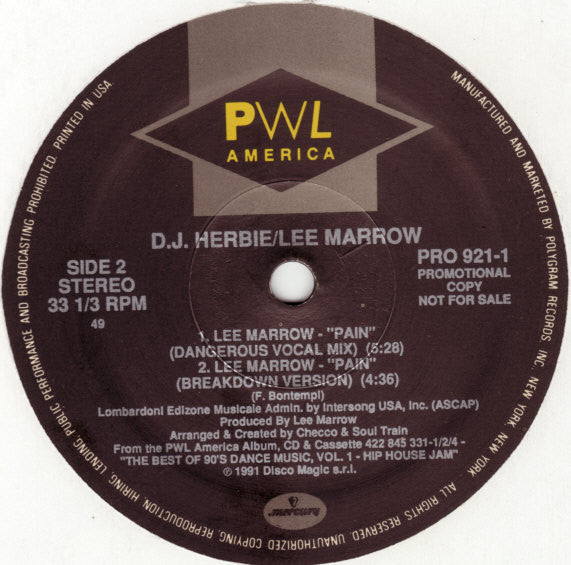 PWL
AMERICA
D.J. HERBIE/LEE MARROW
SIDE 2
STEREO
33 1/3 RPM
49
PRO 921-1
PROMOTIONAL
COPY
NOT FOR SALE
1. LEE MARROW - "PAIN"
(DANGEROUS VOCAL MIX) (5:28)
2. LEE MARROW - "PAIN"
(BREAKDOWN VERSION) (4:36)
(F. Bontempi)
Lombardoni Edizone Musicale Admin. by Intersong USA, Inc. (ASCAP)
Produced By Lee Marrow
Arranged & Created by Checco & Soul Train
From the PWL America Album, CD & Cassette 422 845 331-1/2/4 -
"THE BEST OF 90'S DANCE MUSIC, VOL. 1 - HIP HOUSE JAM"
℗ 1991 Disco Magic s.r.l.
mercury
MANUFACTURED AND MARKETED BY POLYGRAM RECORDS, INC. NEW YORK, NEW YORK. ALL RIGHTS RESERVED. UNAUTHORIZED COPYING, REPRODUCTION, HIRING, LENDING, PUBLIC PERFORMANCE AND BROADCASTING PROHIBITED. PRINTED IN USA.